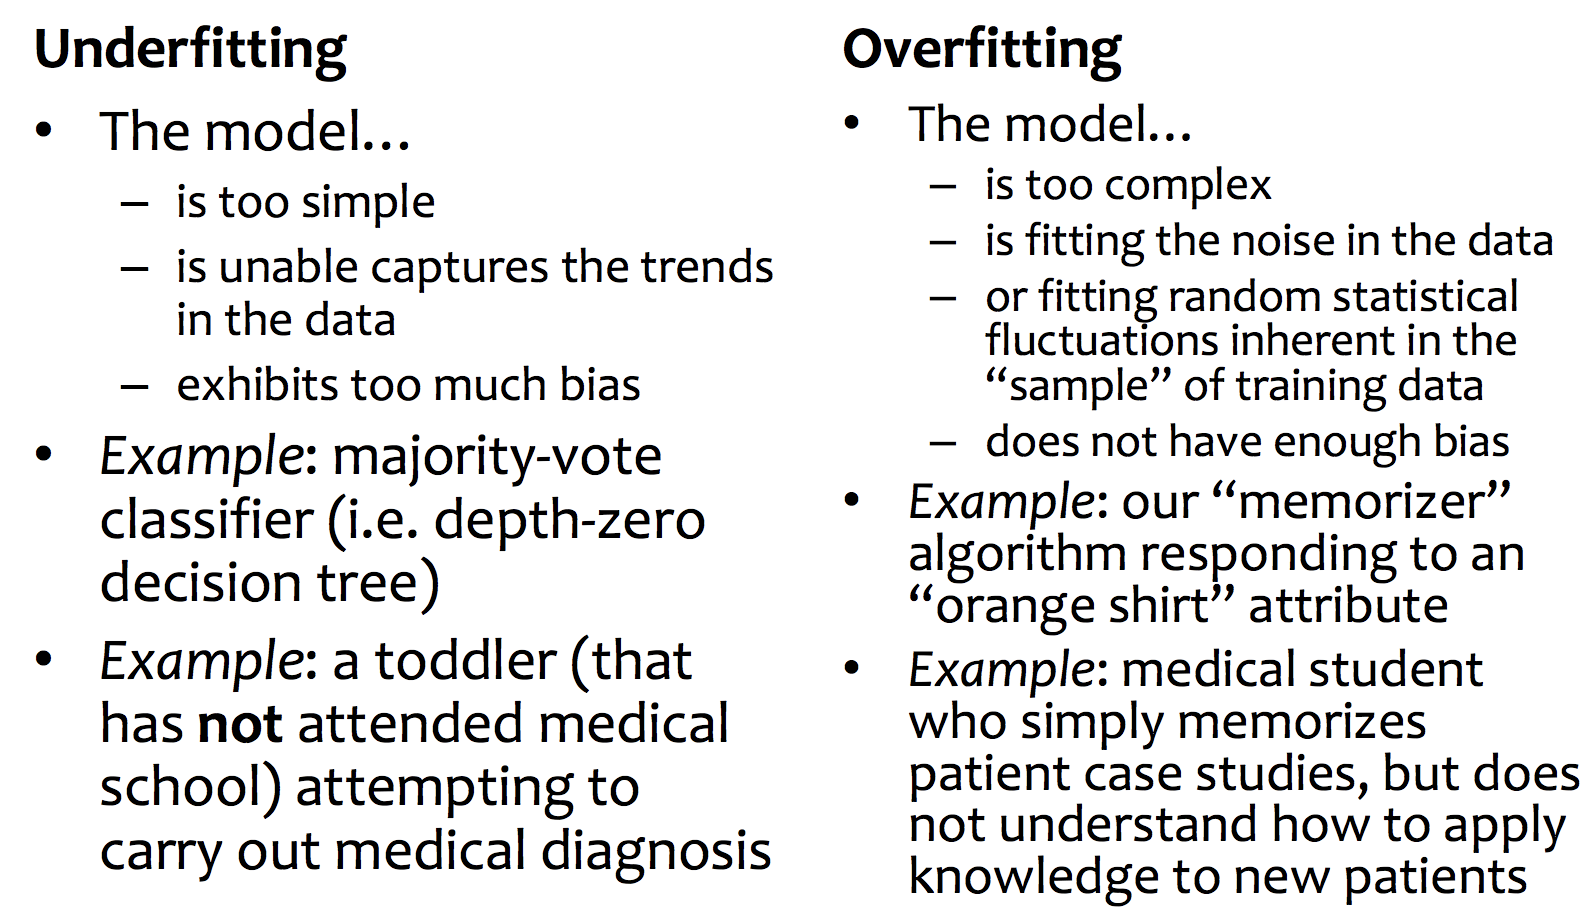 Underfitting
• The model…
– is too simple
– is unable captures the trends
in the data
– exhibits too much bias
• Example: majority-vote
classifier (i.e. depth-zero
decision tree)
• Example: a toddler (that
has not attended medical
school) attempting to
carry out medical diagnosis
Overfitting
• The model…
– is too complex
– is fitting the noise in the data
– or fitting random statistical
fluctuations inherent in the
“sample” of training data
– does not have enough bias
• Example: our “memorizer”
algorithm responding to an
“orange shirt” attribute
• Example: medical student
who simply memorizes
patient case studies, but does
not understand how to apply
knowledge to new patients